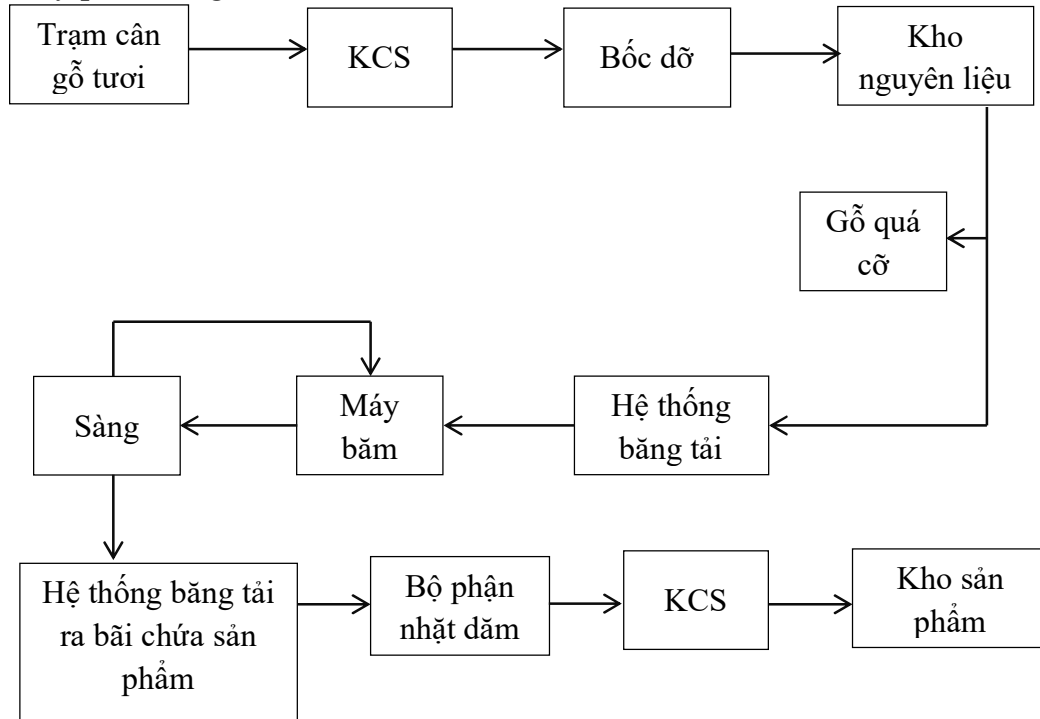 Trạm cân
gỗ tươi
KCS
Bốc dỡ
Kho
nguyên liệu
Gỗ quá
cỡ
Hệ thống
băng tải
Máy
băm
Sàng
Hệ thống băng tải
ra bãi chứa sản
phẩm
Bộ phận
nhặt dăm
KCS
Kho sản
phẩm